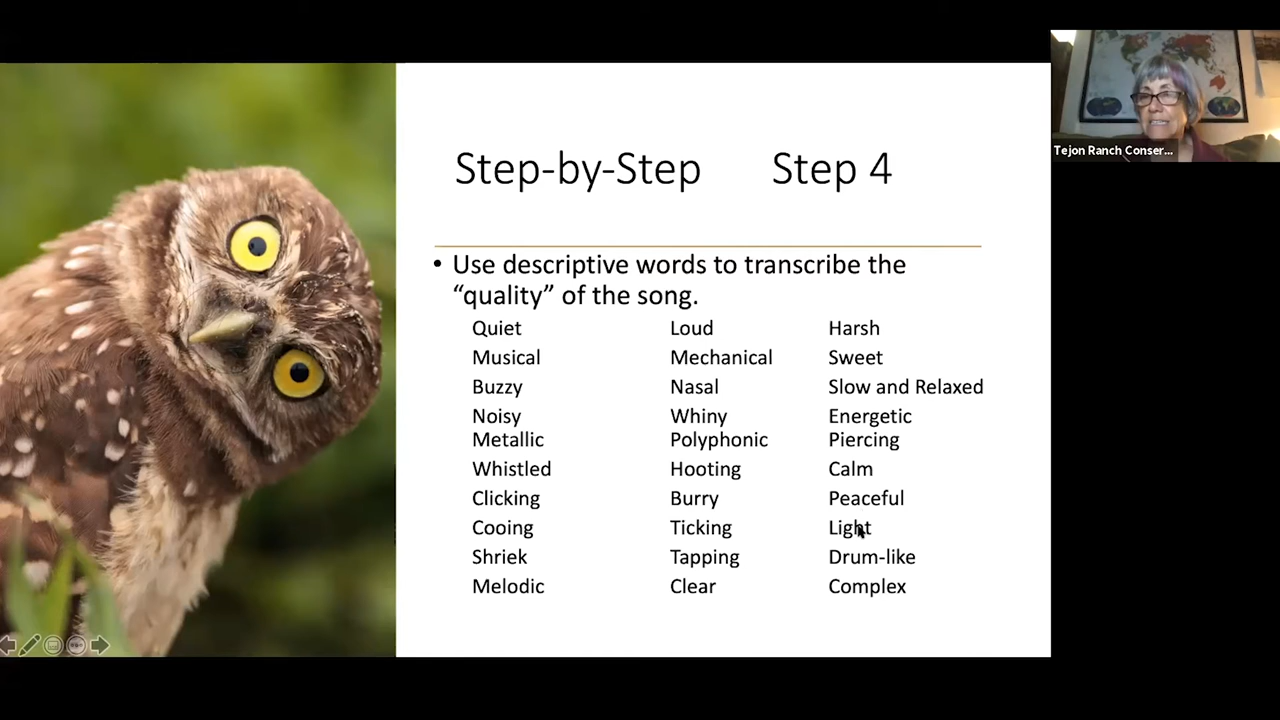 Step-by-Step Step 4
• Use descriptive words to transcribe the
“quality” of the song.
Quiet Loud Harsh
Musical Mechanical Sweet
Buzzy Nasal Slow and Relaxed
Noisy Whiny Energetic
Metallic Polyphonic Piercing
Whistled Hooting Calm
Clicking Burry Peaceful
Cooing Ticking Light
Shriek Tapping Drum-like
Melodic Clear Complex
Tejon Ranch Conser...